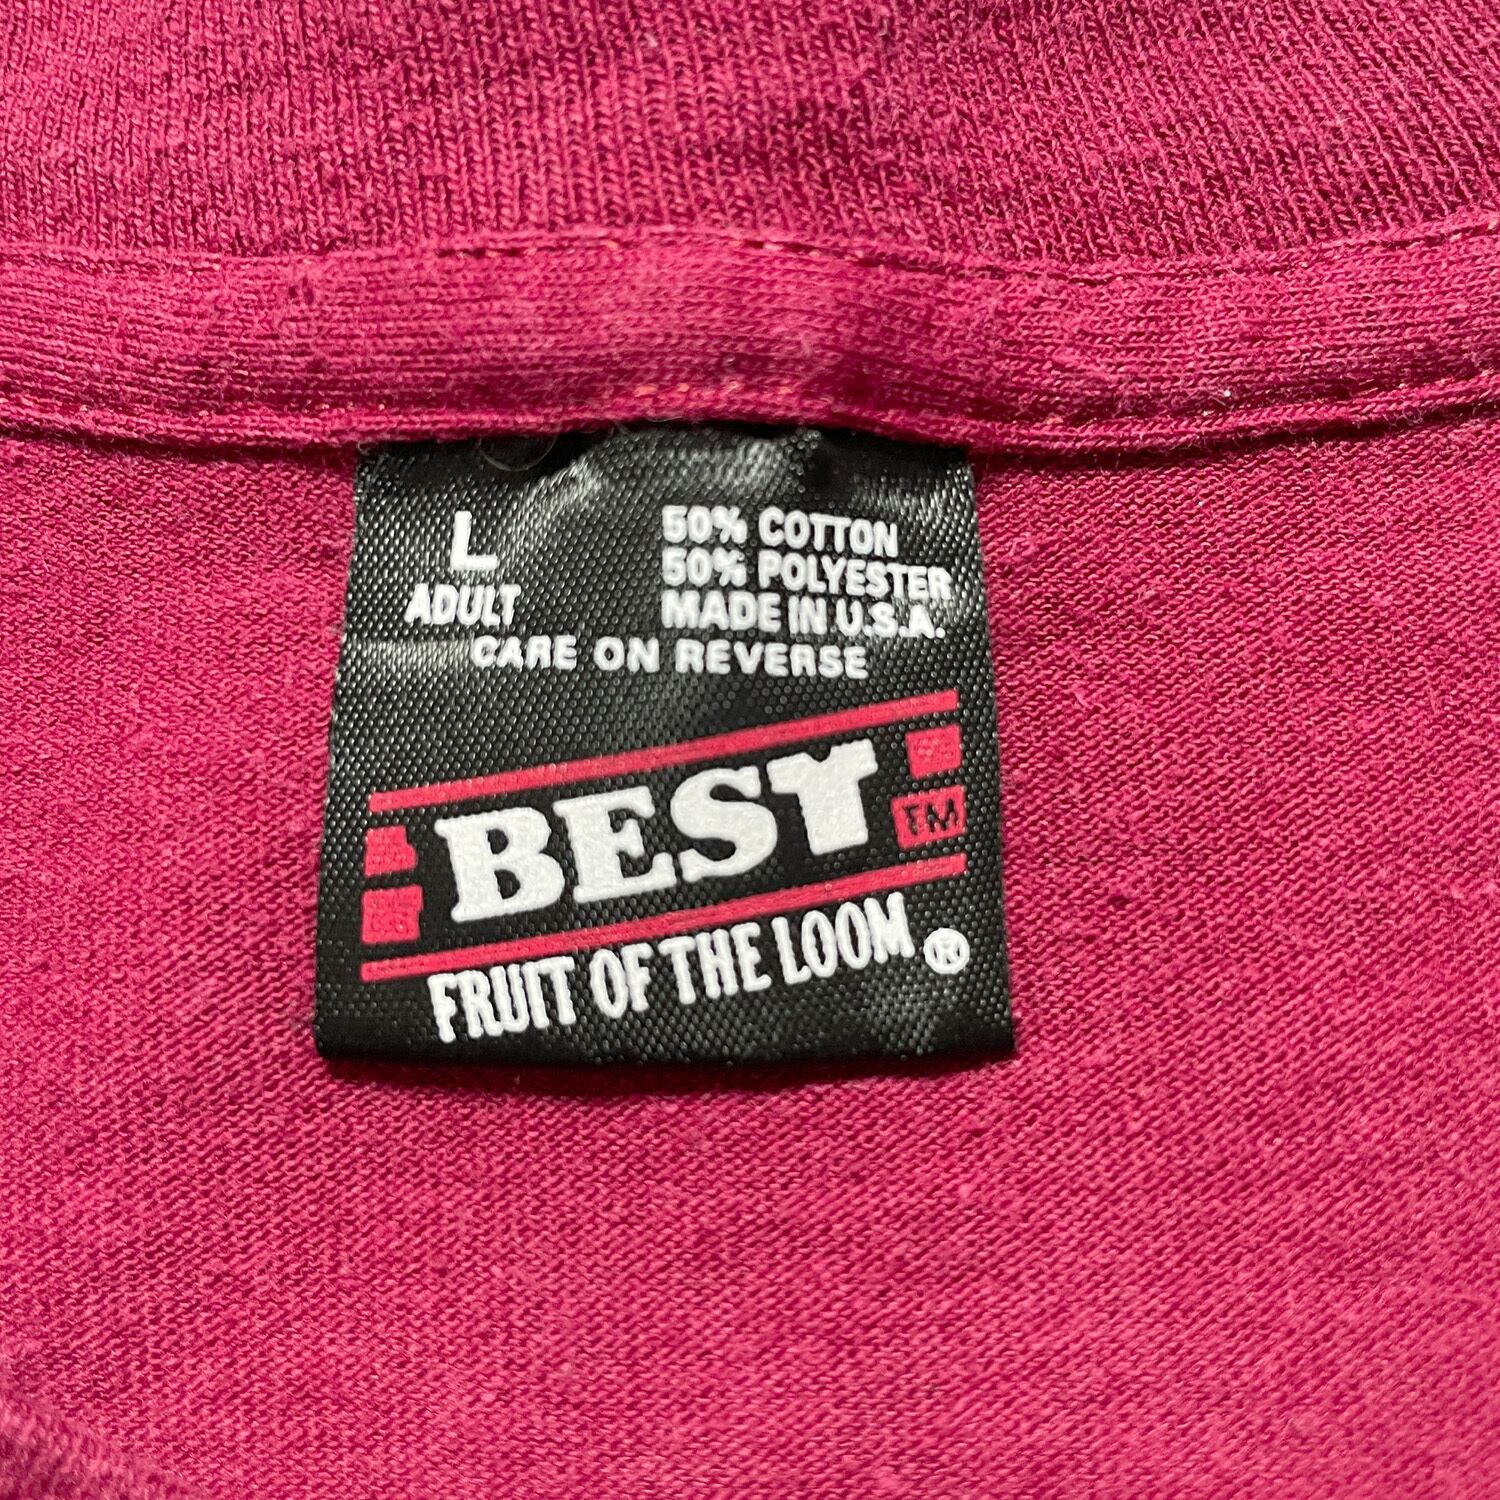 L
ADULT
50% COTTON
50% POLYESTER
MADE IN U.S.A.
CARE ON REVERSE
BEST
TM
FRUIT OF THE LOOM ®